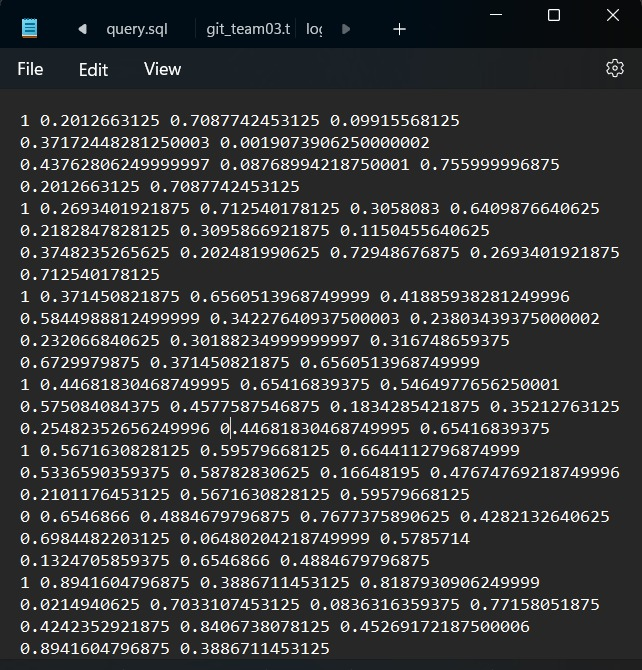 query.sql git_team03.t log
File Edit View
1 0.2012663125 0.7087742453125 0.09915568125
0.37172448281250003 0.0019073906250000002
0.43762806249999997 0.08768994218750001 0.755999996875
0.2012663125 0.7087742453125
1 0.2693401921875 0.712540178125 0.3058083 0.6409876640625
0.2182847828125 0.3095866921875 0.1150455640625
0.3748235265625 0.202481990625 0.72948676875 0.2693401921875
0.712540178125
1 0.371450821875 0.6560513968749999 0.41885938281249996
0.5844988812499999 0.34227640937500003 0.23803439375000002
0.232066840625 0.30188234999999997 0.316748659375
0.6729979875 0.371450821875 0.6560513968749999
1 0.44681830468749995 0.65416839375 0.5464977656250001
0.575084084375 0.4577587546875 0.1834285421875 0.35212763125
0.25482352656249996 0.44681830468749995 0.65416839375
1 0.5671630828125 0.59579668125 0.6644112796874999
0.5336590359375 0.58782830625 0.16648195 0.47674769218749996
0.2101176453125 0.5671630828125 0.59579668125
0 0.6546866 0.4884679796875 0.7677375890625 0.4282132640625
0.6984482203125 0.06480204218749999 0.5785714
0.1324705859375 0.6546866 0.4884679796875
1 0.8941604796875 0.3886711453125 0.8187930906249999
0.0214940625 0.7033107453125 0.0836316359375 0.77158051875
0.4242352921875 0.8406738078125 0.45269172187500006
0.8941604796875 0.3886711453125